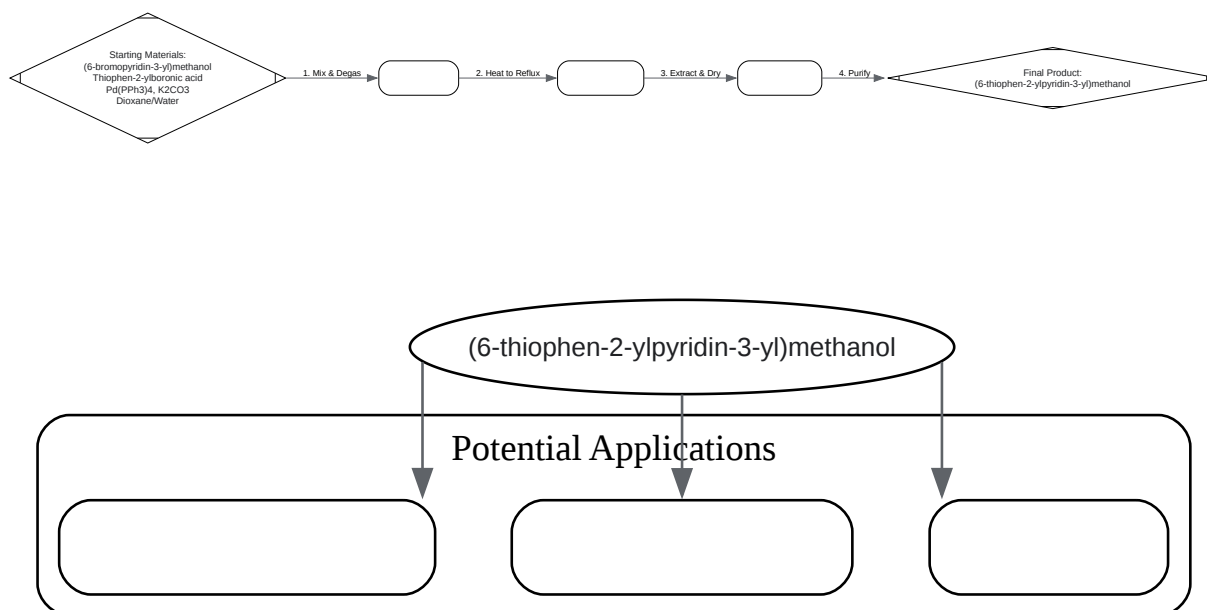 Starting Materials:
(6-bromopyridin-3-yl)methanol
Thiophen-2-ylboronic acid
Pd(PPh3)4, K2CO3
Dioxane/Water
1. Mix & Degas
2. Heat to Reflux
3. Extract & Dry
4. Purify
Final Product:
(6-thiophen-2-ylpyridin-3-yl)methanol
(6-thiophen-2-ylpyridin-3-yl)methanol
Potential Applications